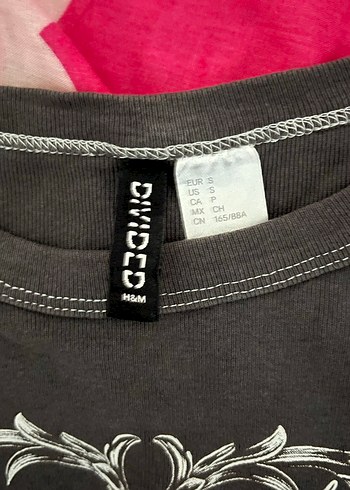 DIVIDED
H&M
EUR S
US S
CA P
MX CH
CN 165/88A